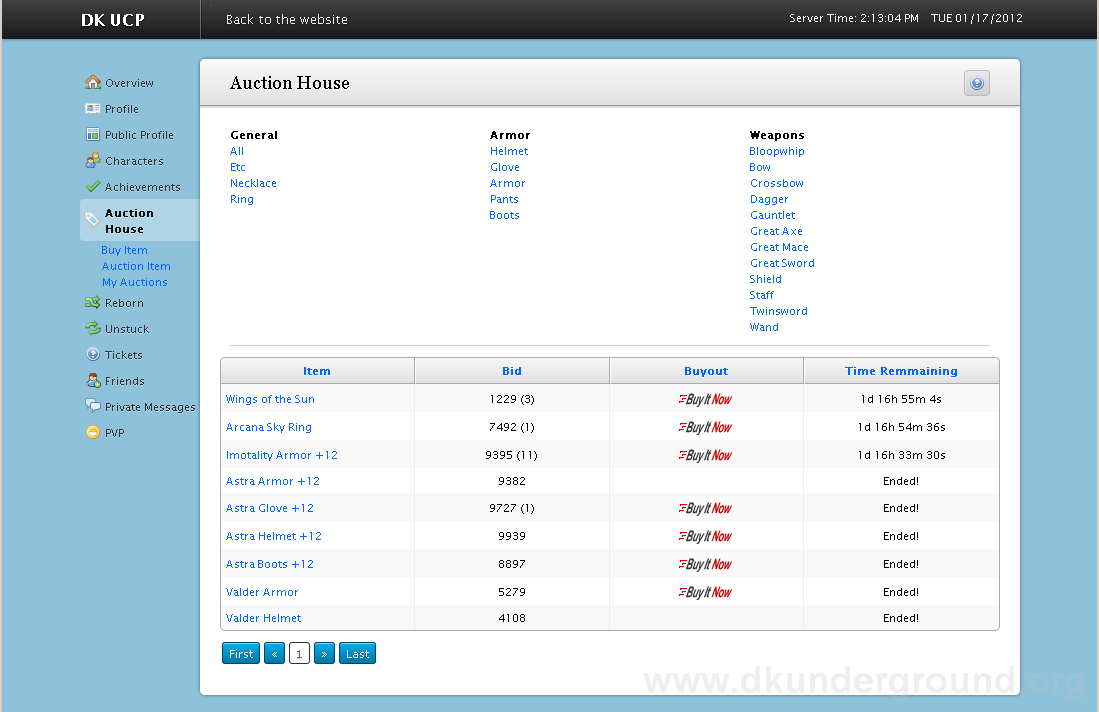 DK UCP
Back to the website
Server Time: 2:13:04 PM TUE 01/17/2012
Overview
Profile
Public Profile
Characters
Achievements
Auction
House
Buy Item
Auction Item
My Auctions
Reborn
Unstuck
Tickets
Friends
Private Messages
PVP
Auction House
General
All
Etc
Necklace
Ring
Armor
Helmet
Glove
Armor
Pants
Boots
Weapons
Bloopwhip
Bow
Crossbow
Dagger
Gauntlet
Great Axe
Great Mace
Great Sword
Shield
Staff
Twinsword
Wand
Item Bid Buyout Time Remmaining
Wings of the Sun 1229 (3) Buy It Now 1d 16h 55m 4s
Arcana Sky Ring 7492 (1) Buy It Now 1d 16h 54m 36s
Imotality Armor +12 9395 (11) Buy It Now 1d 16h 33m 30s
Astra Armor +12 9382 Ended!
Astra Glove +12 9727 (1) Buy It Now Ended!
Astra Helmet +12 9939 Buy It Now Ended!
Astra Boots +12 8897 Buy It Now Ended!
Valder Armor 5279 Buy It Now Ended!
Valder Helmet 4108 Ended!
First « 1 » Last
www.dkunderground.org